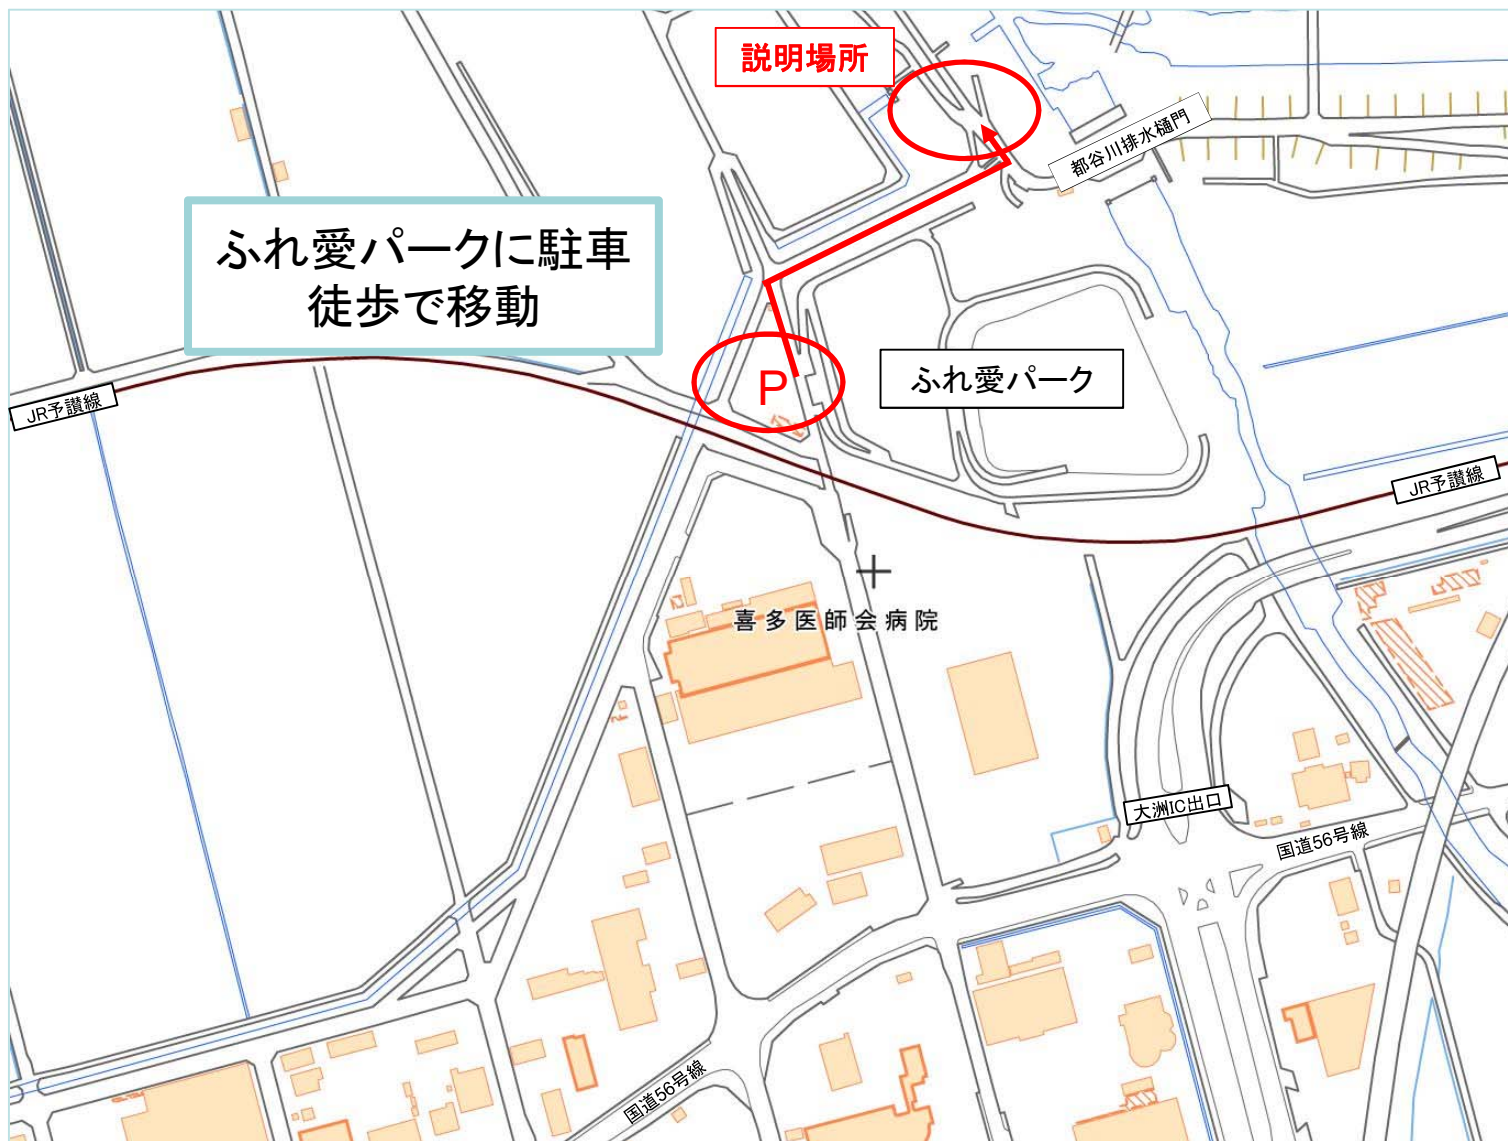 説明場所
都谷川排水樋門
ふれ愛パークに駐車
徒歩で移動
P
ふれ愛パーク
JR予讃線
JR予讃線
喜多医師会病院
大洲IC出口
国道56号線
国道56号線